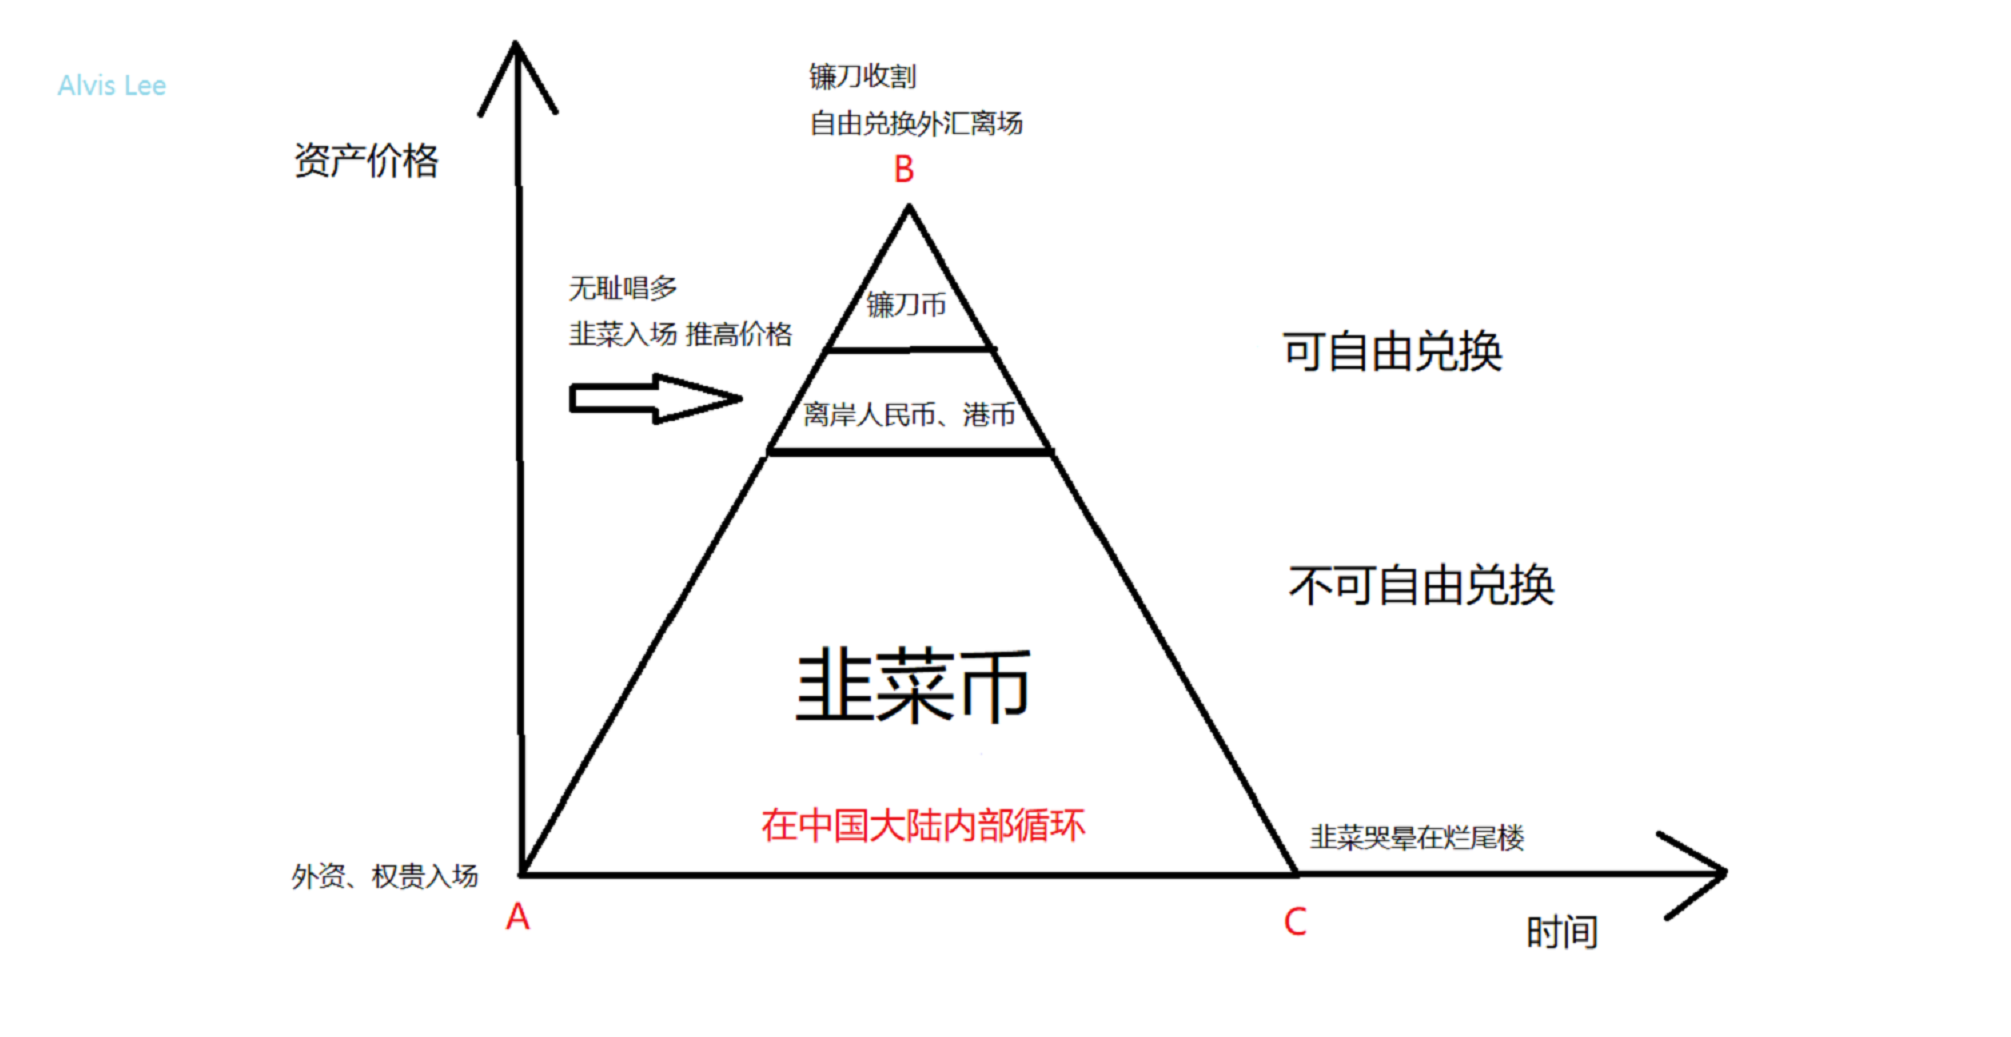 Alvis Lee
镰刀收割
自由兑换外汇离场
B
资产价格
无耻唱多
韭菜入场 推高价格
镰刀币
可自由兑换
离岸人民币、港币
不可自由兑换
韭菜币
在中国大陆内部循环
韭菜哭晕在烂尾楼
外资、权贵入场
A
C
时间